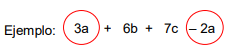 Ejemplo: 3a + 6b + 7c – 2a